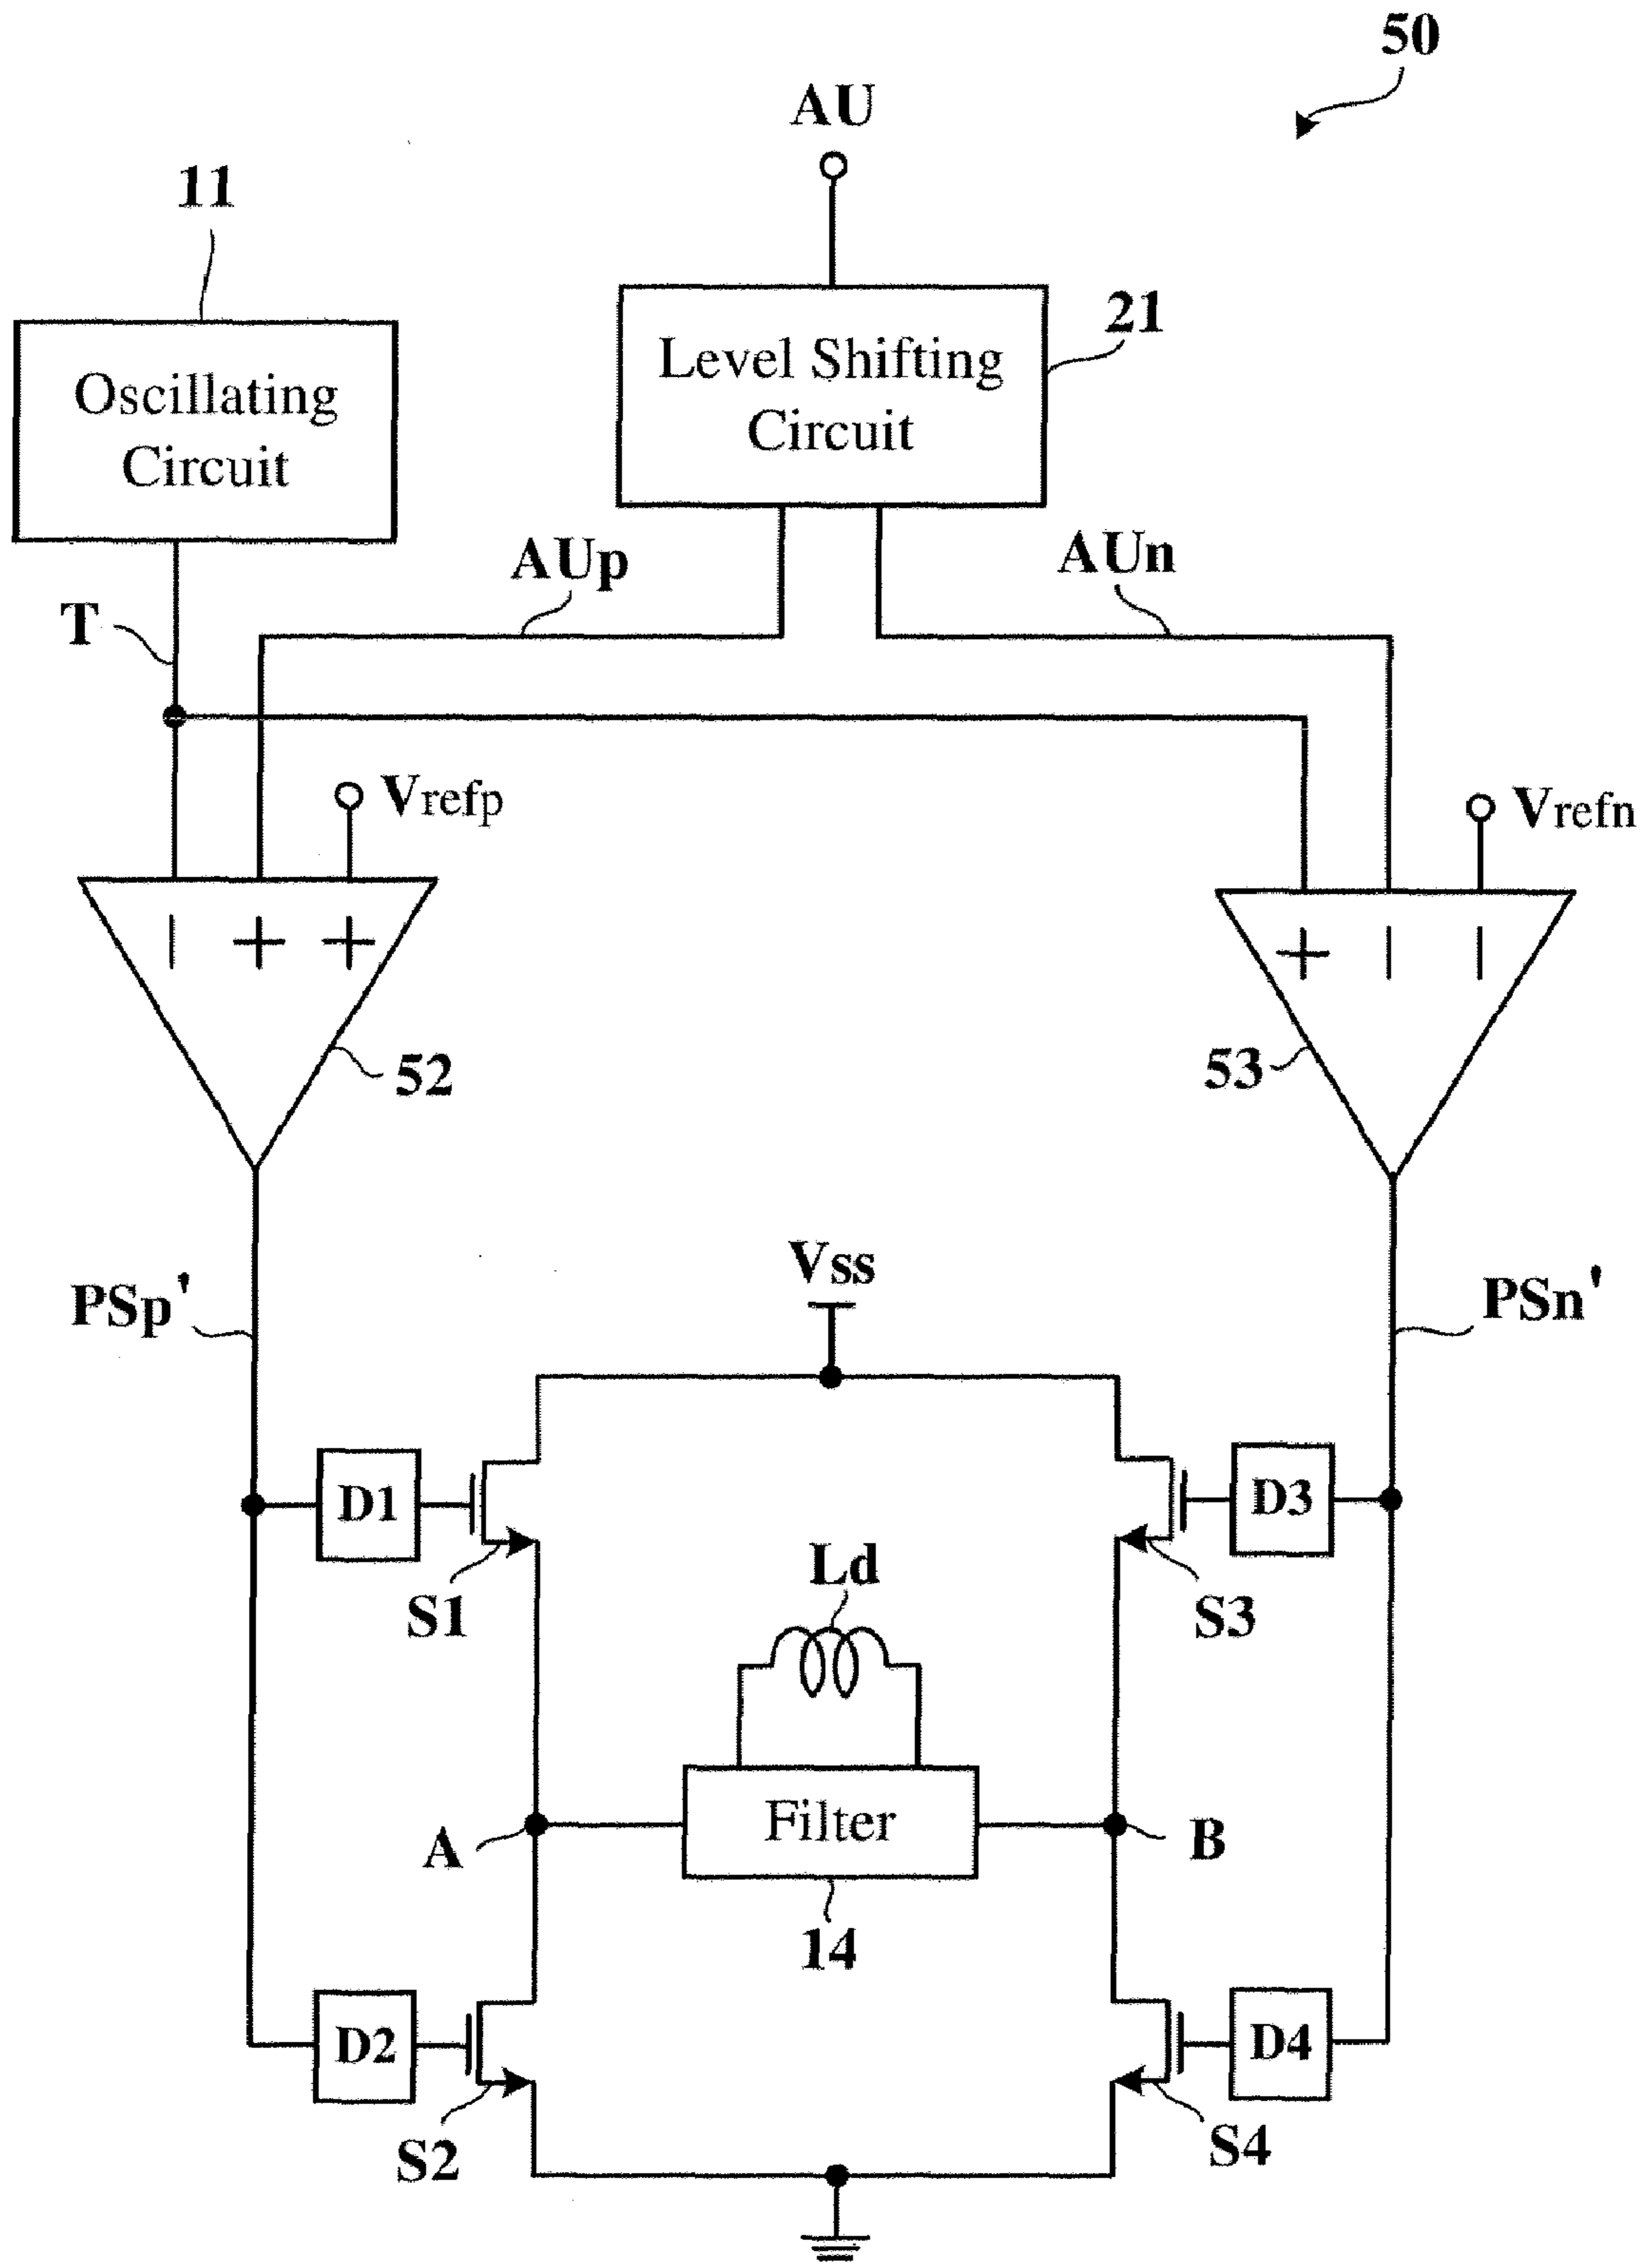 50
AU
11
Oscillating
Circuit
Level Shifting
Circuit
21
AUp
AUn
T
Vrefp
Vrefn
− + +
+ − −
52
53
Vss
PSp'
PSn'
D1
D3
S1
Ld
S3
Filter
A
B
14
D2
D4
S2
S4